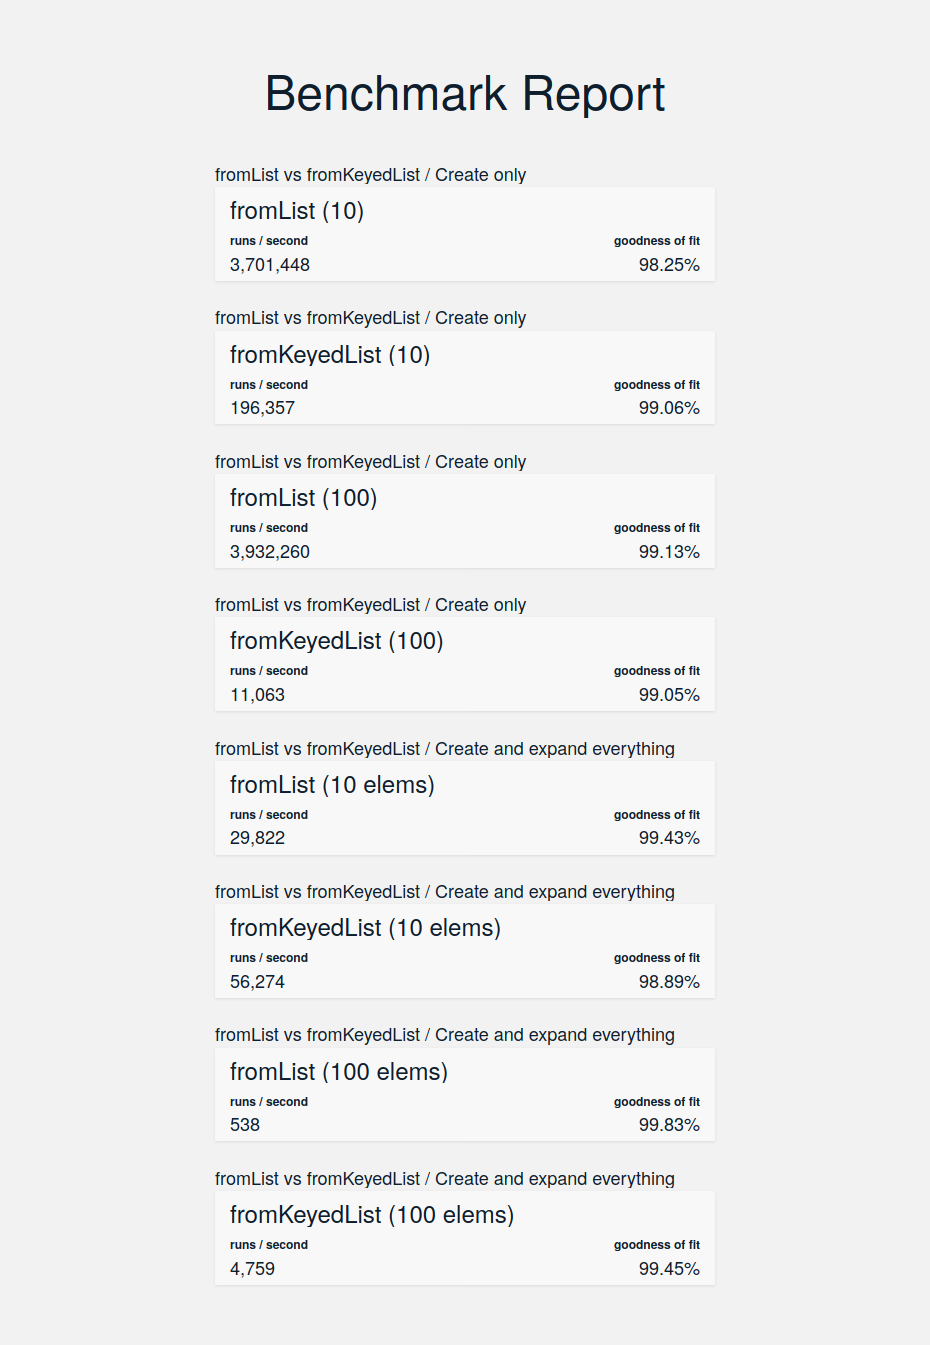 Benchmark Report
fromList vs fromKeyedList / Create only
fromList (10)
runs / second goodness of fit
3,701,448 98.25%
fromList vs fromKeyedList / Create only
fromKeyedList (10)
runs / second goodness of fit
196,357 99.06%
fromList vs fromKeyedList / Create only
fromList (100)
runs / second goodness of fit
3,932,260 99.13%
fromList vs fromKeyedList / Create only
fromKeyedList (100)
runs / second goodness of fit
11,063 99.05%
fromList vs fromKeyedList / Create and expand everything
fromList (10 elems)
runs / second goodness of fit
29,822 99.43%
fromList vs fromKeyedList / Create and expand everything
fromKeyedList (10 elems)
runs / second goodness of fit
56,274 98.89%
fromList vs fromKeyedList / Create and expand everything
fromList (100 elems)
runs / second goodness of fit
538 99.83%
fromList vs fromKeyedList / Create and expand everything
fromKeyedList (100 elems)
runs / second goodness of fit
4,759 99.45%